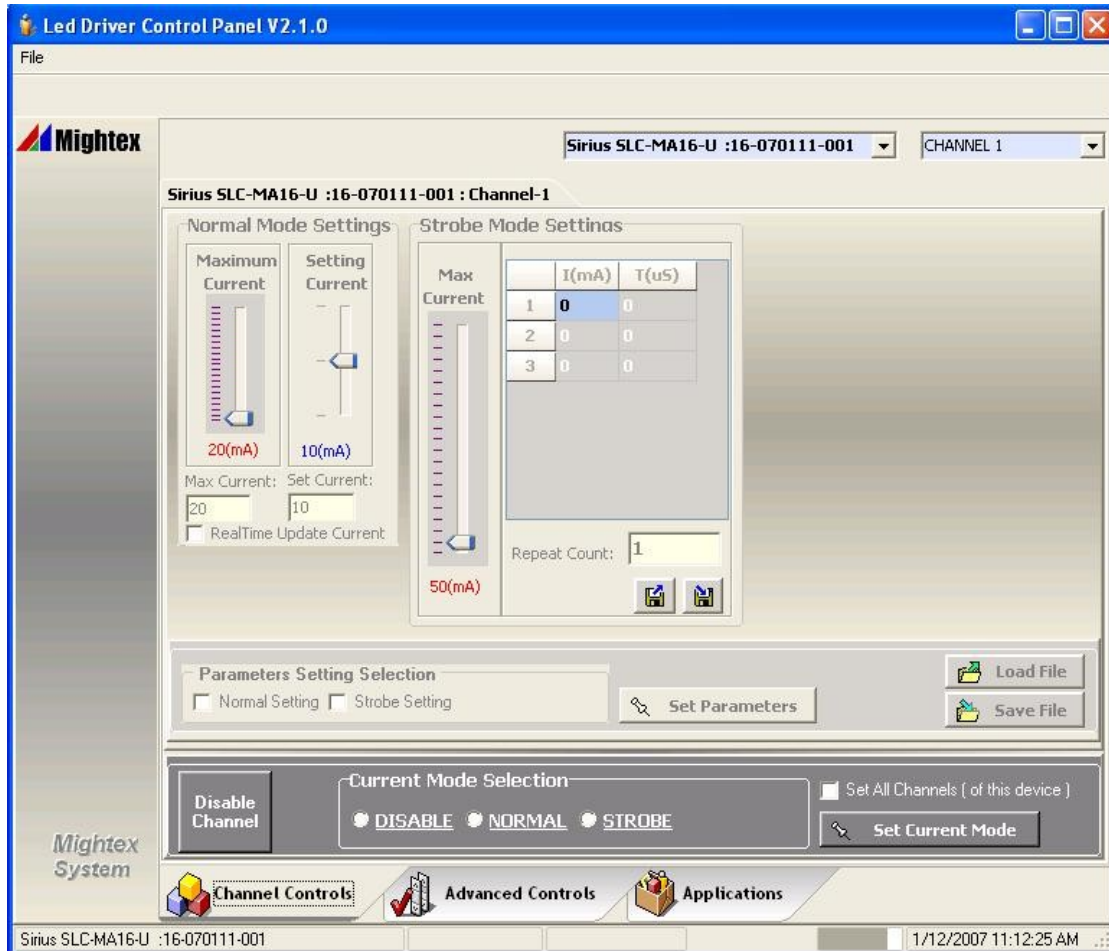 Led Driver Control Panel V2.1.0
File
Mightex
Sirius SLC-MA16-U :16-070111-001
CHANNEL 1
Sirius SLC-MA16-U :16-070111-001 : Channel-1
Normal Mode Settings
Maximum Current
Setting Current
20(mA)
10(mA)
Max Current:
Set Current:
20
10
RealTime Update Current
Strobe Mode Settings
Max Current
50(mA)
I(mA) T(uS)
1 0 0
2 0 0
3 0 0
Repeat Count: 1
Parameters Setting Selection
Normal Setting
Strobe Setting
Set Parameters
Load File
Save File
Disable Channel
Current Mode Selection
DISABLE
NORMAL
STROBE
Set All Channels ( of this device )
Set Current Mode
Mightex System
Channel Controls
Advanced Controls
Applications
Sirius SLC-MA16-U :16-070111-001
1/12/2007 11:12:25 AM